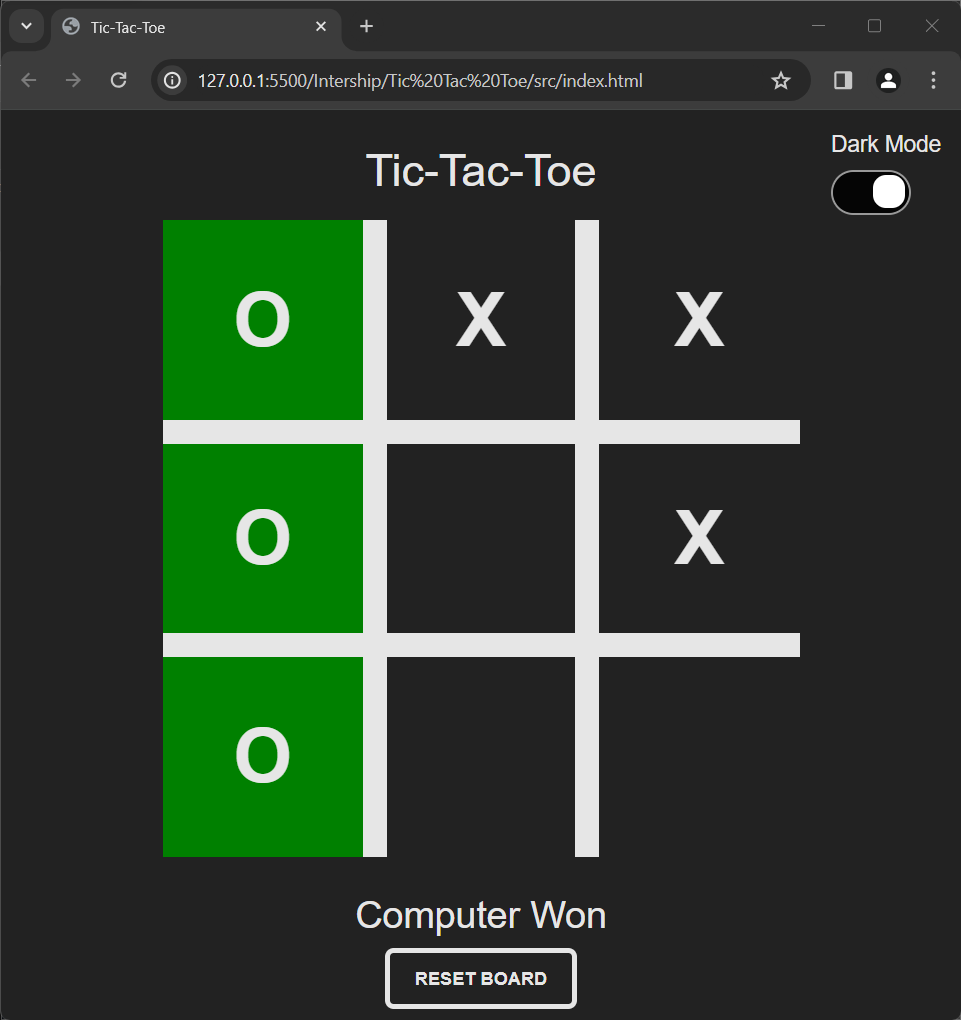 Tic-Tac-Toe
127.0.0.1:5500/Intership/Tic%20Tac%20Toe/src/index.html
Dark Mode
Tic-Tac-Toe
O X X
O X
O
Computer Won
RESET BOARD